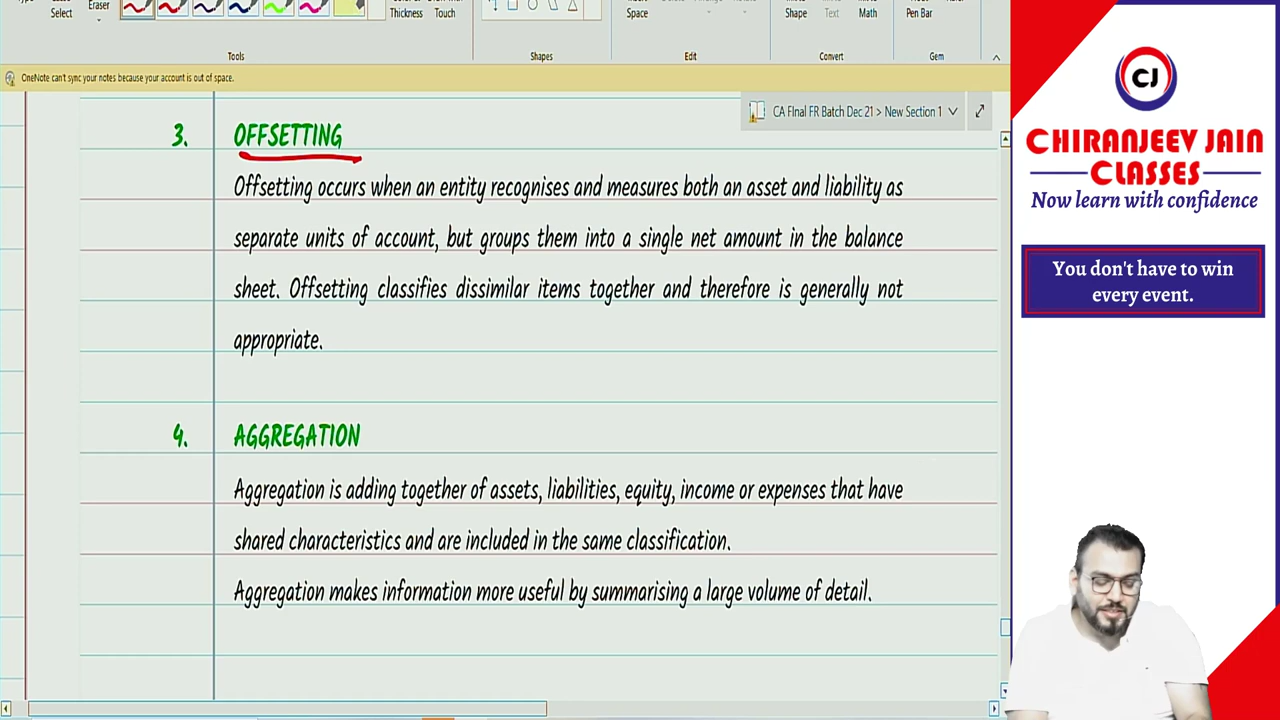 Eraser
Select
Thickness
Touch
Space
Shape
Text
Math
Pen Bar
Tools
Shapes
Edit
Convert
Gem
OneNote can't sync your notes because your account is out of space.
CA FInal FR Batch Dec 21 > New Section 1
3. OFFSETTING
Offsetting occurs when an entity recognises and measures both an asset and liability as
separate units of account, but groups them into a single net amount in the balance
sheet. Offsetting classifies dissimilar items together and therefore is generally not
appropriate.
4. AGGREGATION
Aggregation is adding together of assets, liabilities, equity, income or expenses that have
shared characteristics and are included in the same classification.
Aggregation makes information more useful by summarising a large volume of detail.
CJ
CHIRANJEEV JAIN
CLASSES
Now learn with confidence
You don't have to win
every event.